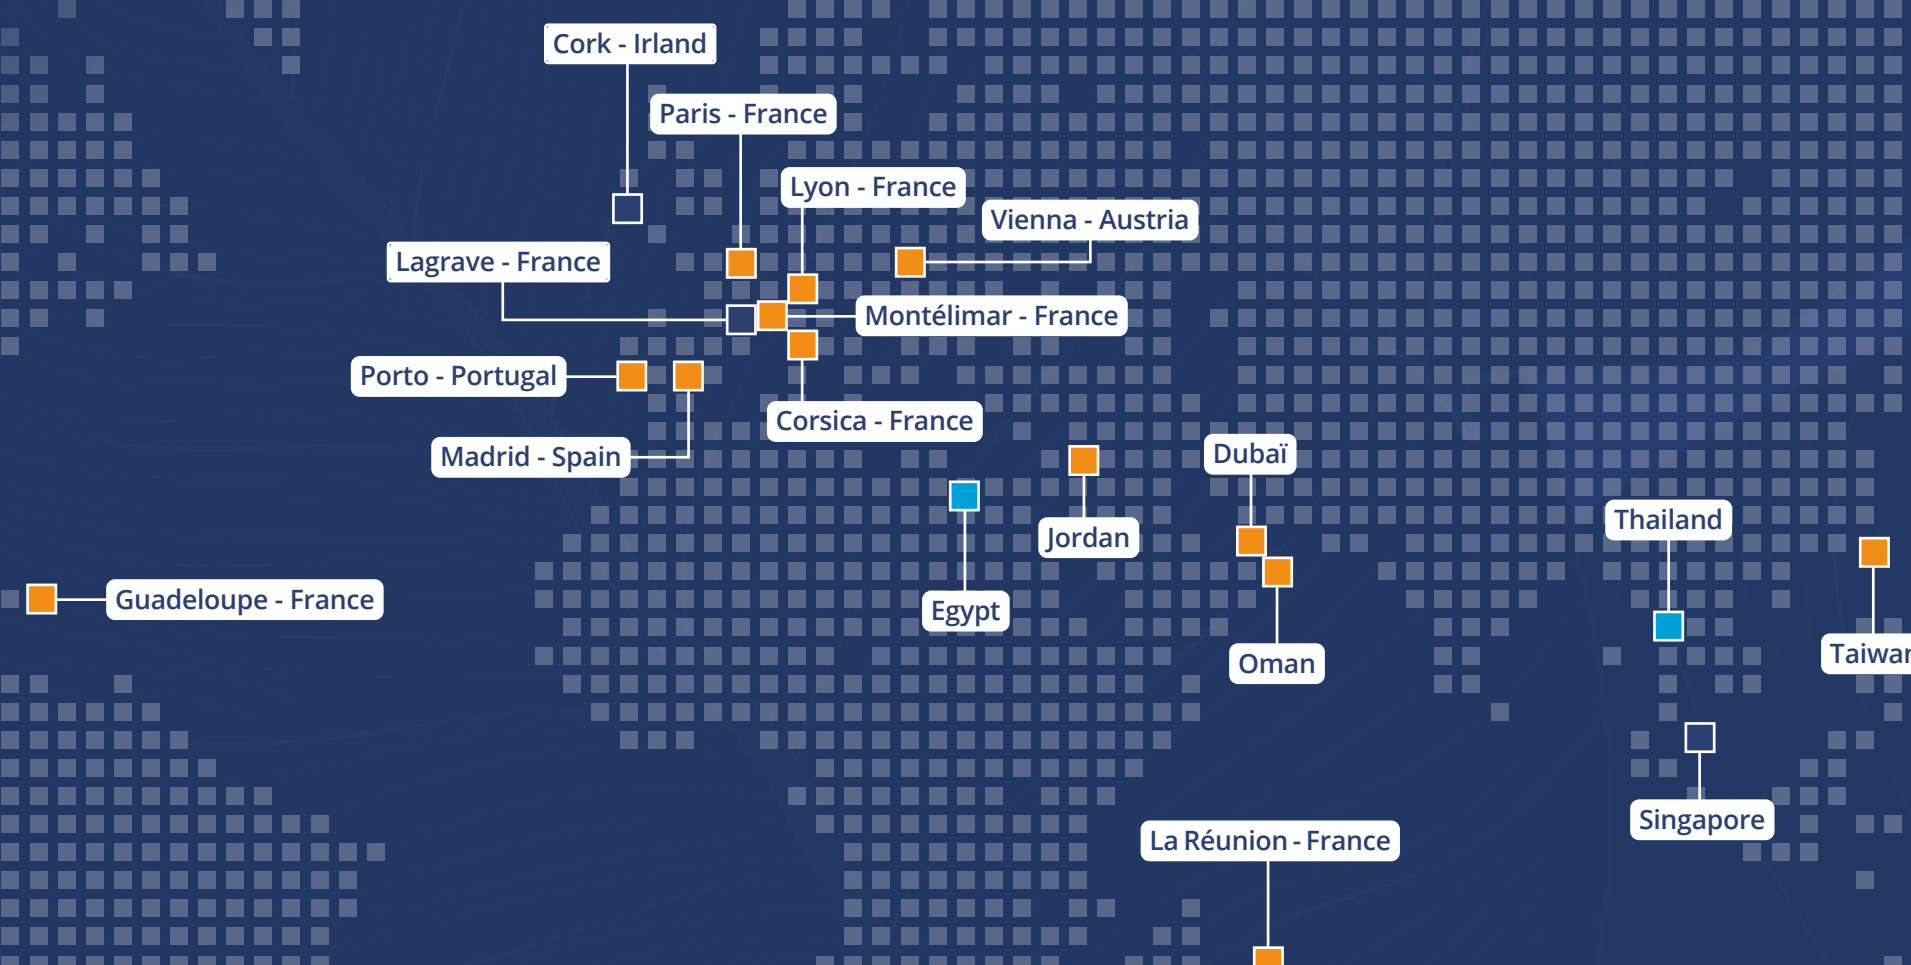 Cork - Irland
Paris - France
Lyon - France
Vienna - Austria
Lagrave - France
Montélimar - France
Porto - Portugal
Corsica - France
Madrid - Spain
Dubaï
Thailand
Jordan
Guadeloupe - France
Egypt
Oman
Taiwan
Singapore
La Réunion - France